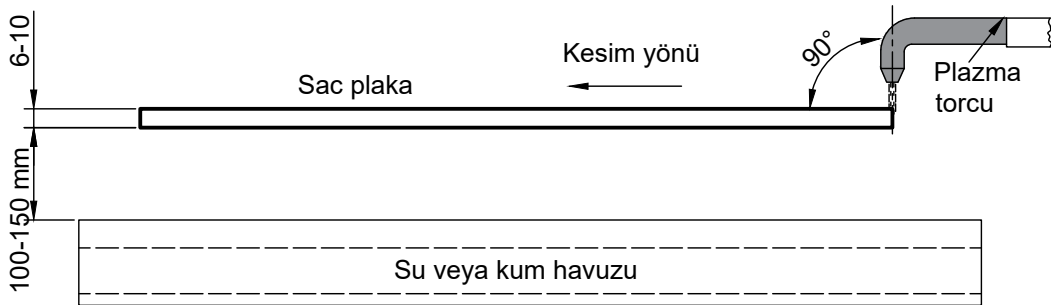 6-10
Sac plaka
Kesim yönü
90°
Plazma
torcu
100-150 mm
Su veya kum havuzu